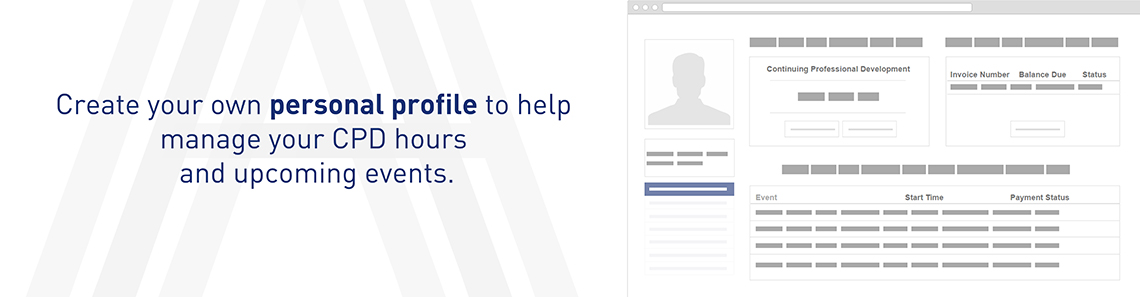 Create your own personal profile to help
manage your CPD hours
and upcoming events.
Continuing Professional Development
Invoice Number Balance Due Status
Event Start Time Payment Status